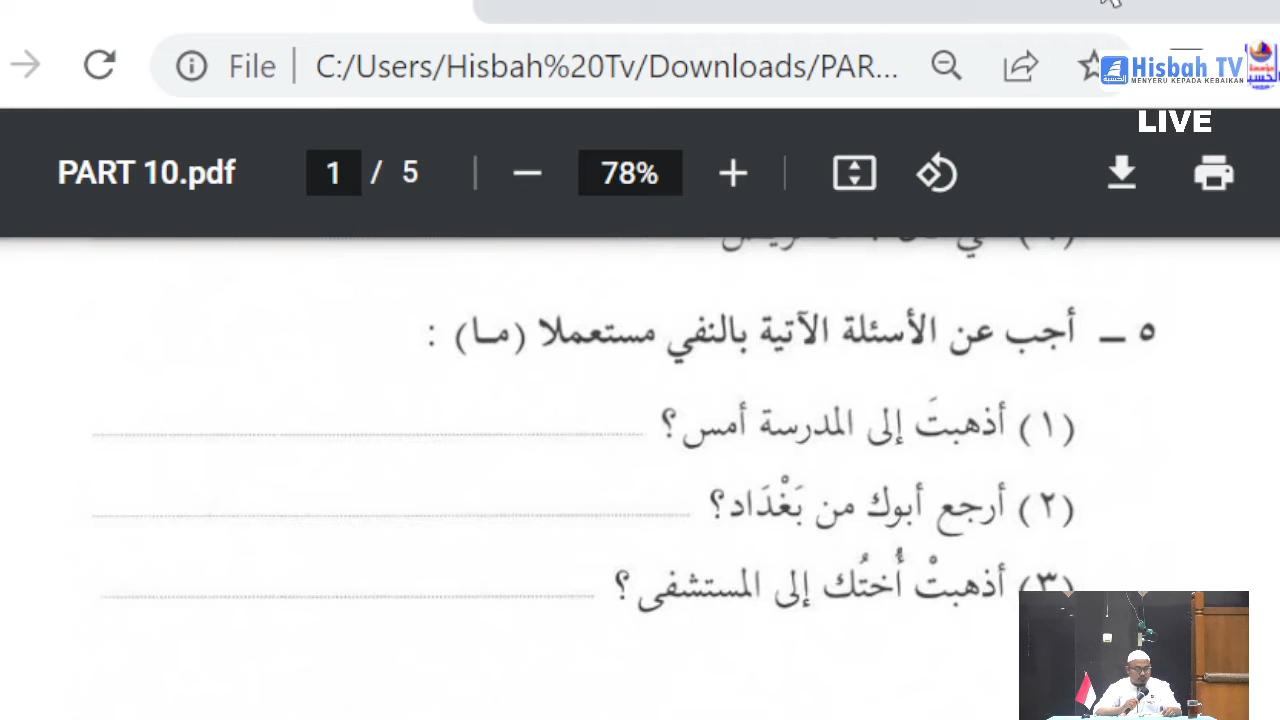 File | C:/Users/Hisbah%20Tv/Downloads/PAR...
Hisbah TV
MENYERU KEPADA KEBAIKAN
LIVE
PART 10.pdf 1 / 5 78%
٥ ــ أجب عن الأسئلة الآتية بالنفي مستعملا (مـا) :
(١) أذهبتَ إلى المدرسة أمس؟
(٢) أرجع أبوك من بَغْدَاد؟
(٣) أذهبتْ أُختُك إلى المستشفى؟